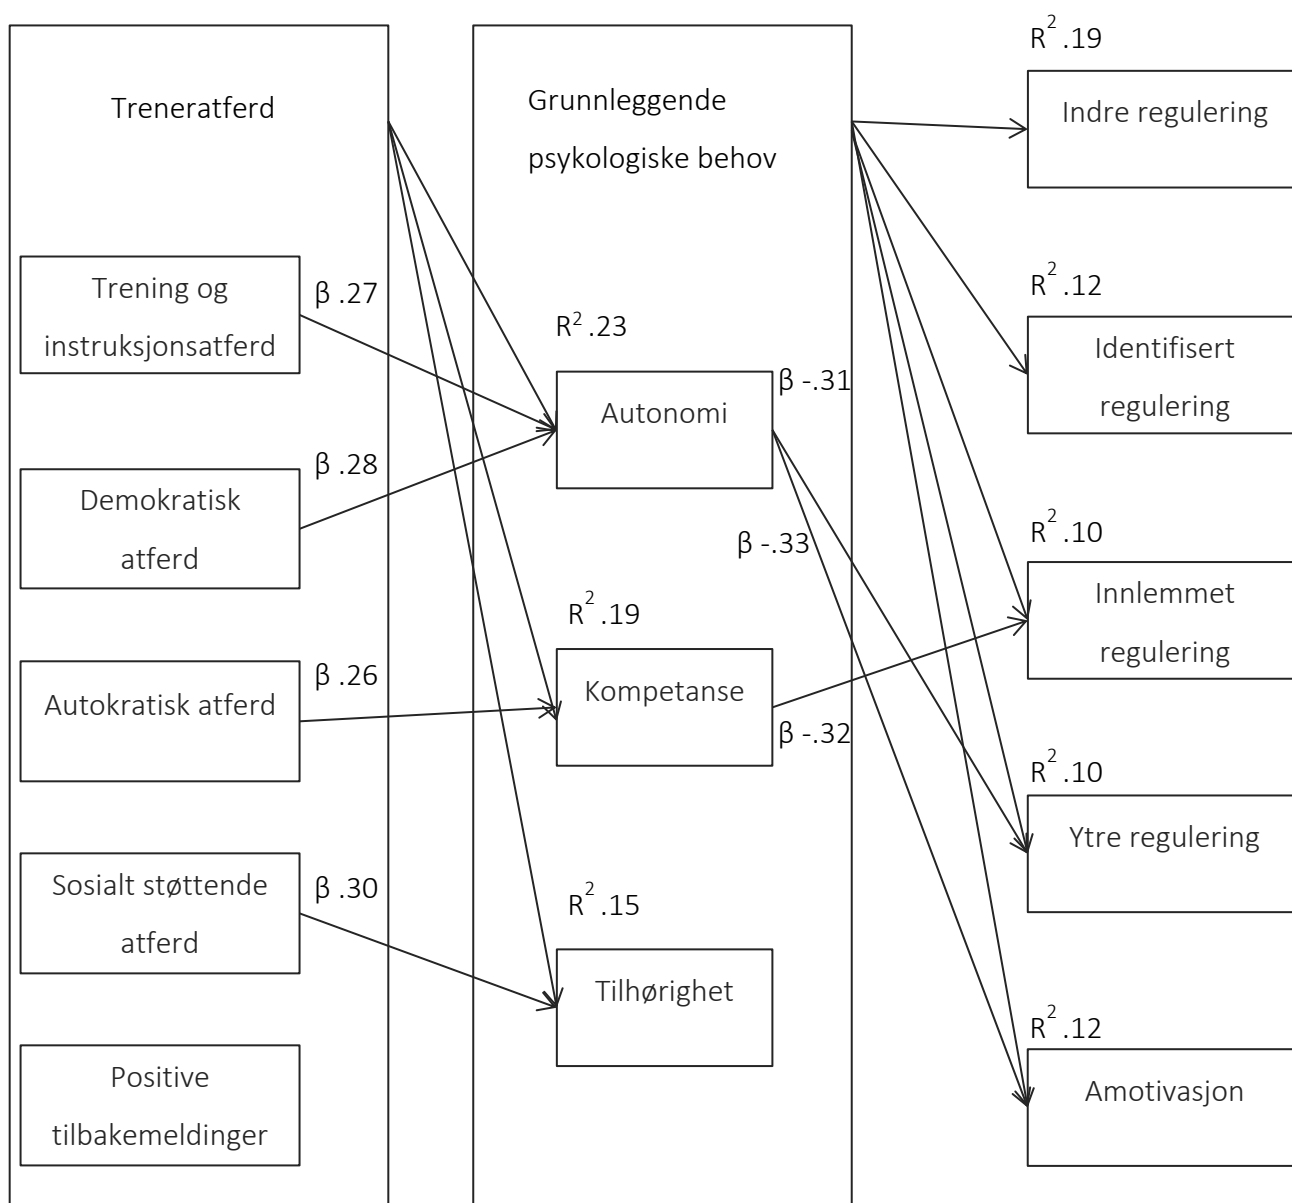 Treneratferd
Trening og
instruksjonsatferd
β .27
Demokratisk
atferd
β .28
Autokratisk atferd
β .26
Sosialt støttende
atferd
β .30
Positive
tilbakemeldinger
Grunnleggende
psykologiske behov
R² .23
Autonomi
β -.31
β -.33
R² .19
Kompetanse
β -.32
R² .15
Tilhørighet
R² .19
Indre regulering
R² .12
Identifisert
regulering
R² .10
Innlemmet
regulering
R² .10
Ytre regulering
R² .12
Amotivasjon